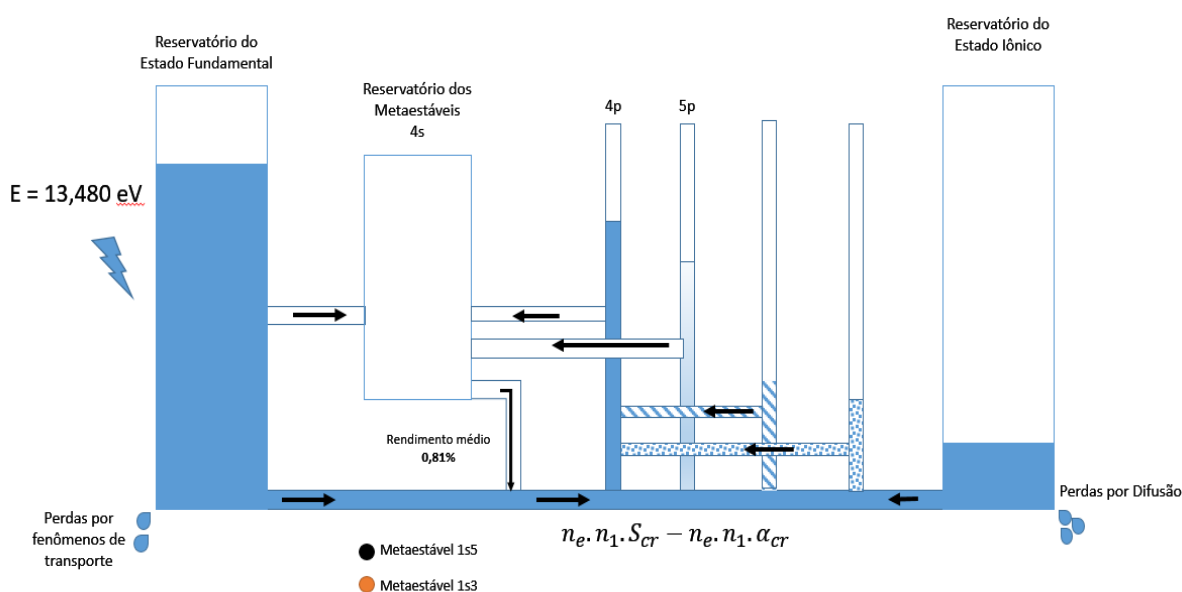 Reservatório do
Estado Fundamental
Reservatório do
Estado Iônico
Reservatório dos
Metaestáveis
4s
4p
5p
E = 13,480 eV
Rendimento médio
0,81%
Perdas por
fenômenos de
transporte
Perdas por Difusão
nₑ.n₁.S_cr − nₑ.n₁.α_cr
Metaestável 1s5
Metaestável 1s3